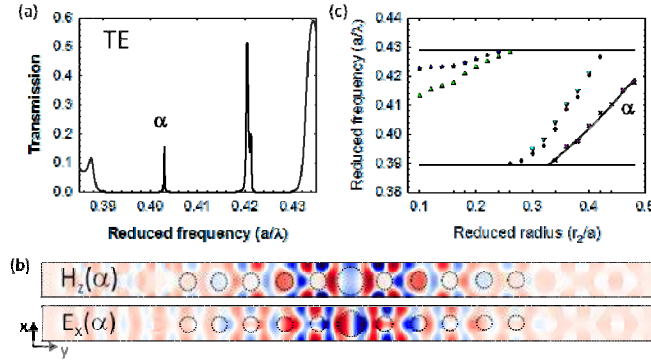 (a)
TE
α
Transmission
0.6
0.5
0.4
0.3
0.2
0.1
0.0
0.39 0.40 0.41 0.42 0.43
Reduced frequency (a/λ)
(c)
Reduced frequency (a/λ)
0.44
0.43
0.42
0.41
0.40
0.39
0.38
α
0.1 0.2 0.3 0.4 0.5
Reduced radius (r2/a)
(b)
Hz(α)
Ex(α)
x
y